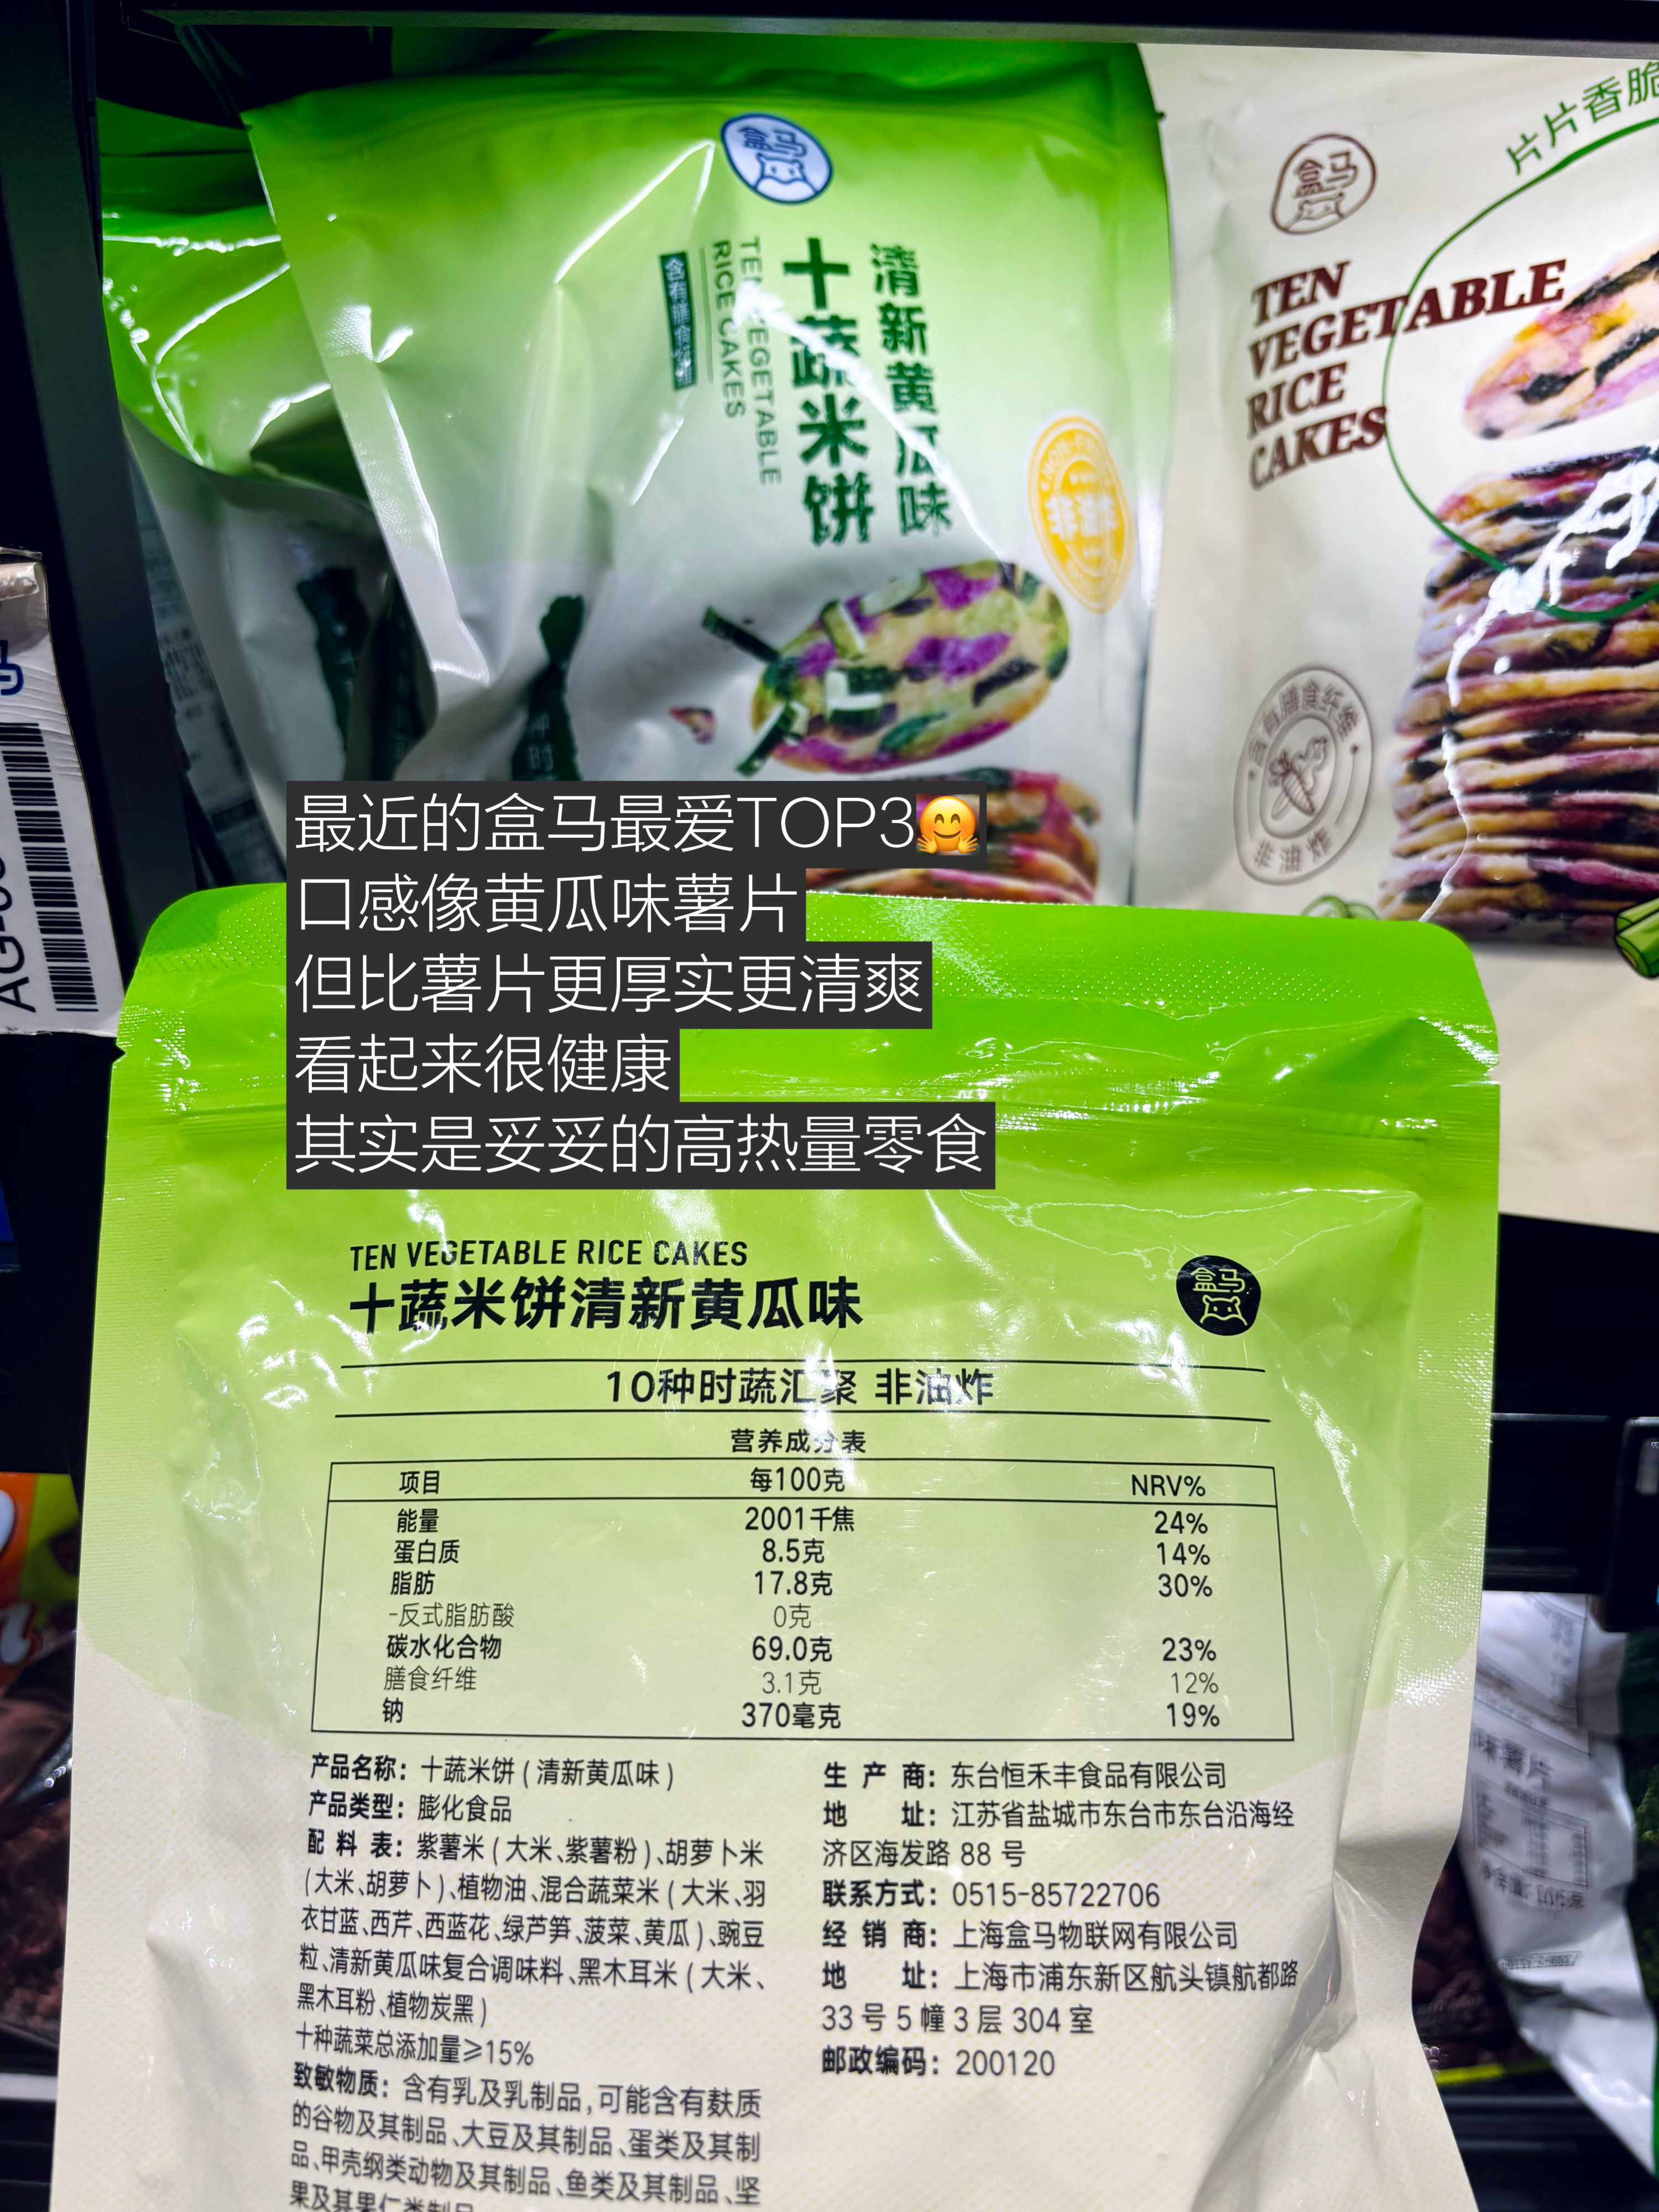 盒马
清新黄瓜味
十蔬米饼
TEN VEGETABLE
RICE CAKES
盒马
片片香脆
TEN
VEGETABLE
RICE
CAKES
含有膳食纤维
非油炸
最近的盒马最爱TOP3🤗
口感像黄瓜味薯片
但比薯片更厚实更清爽
看起来很健康
其实是妥妥的高热量零食
TEN VEGETABLE RICE CAKES
十蔬米饼清新黄瓜味
盒马
10种时蔬汇聚 非油炸
营养成分表
项目 每100克 NRV%
能量 2001千焦 24%
蛋白质 8.5克 14%
脂肪 17.8克 30%
-反式脂肪酸 0克
碳水化合物 69.0克 23%
膳食纤维 3.1克 12%
钠 370毫克 19%
产品名称：十蔬米饼(清新黄瓜味)
产品类型：膨化食品
配料表：紫薯米(大米、紫薯粉)、胡萝卜米
(大米、胡萝卜)、植物油、混合蔬菜米(大米、羽
衣甘蓝、西芹、西蓝花、绿芦笋、菠菜、黄瓜)、豌豆
粒、清新黄瓜味复合调味料、黑木耳米(大米、
黑木耳粉、植物炭黑)
十种蔬菜总添加量≥15%
致敏物质：含有乳及乳制品,可能含有麸质
的谷物及其制品、大豆及其制品、蛋类及其制
品、甲壳纲类动物及其制品、鱼类及其制品、坚
果及其果仁类制品
生产商：东台恒禾丰食品有限公司
地址：江苏省盐城市东台市东台沿海经
济区海发路 88 号
联系方式：0515-85722706
经销商：上海盒马物联网有限公司
地址：上海市浦东新区航头镇航都路
33 号 5 幢 3 层 304 室
邮政编码：200120